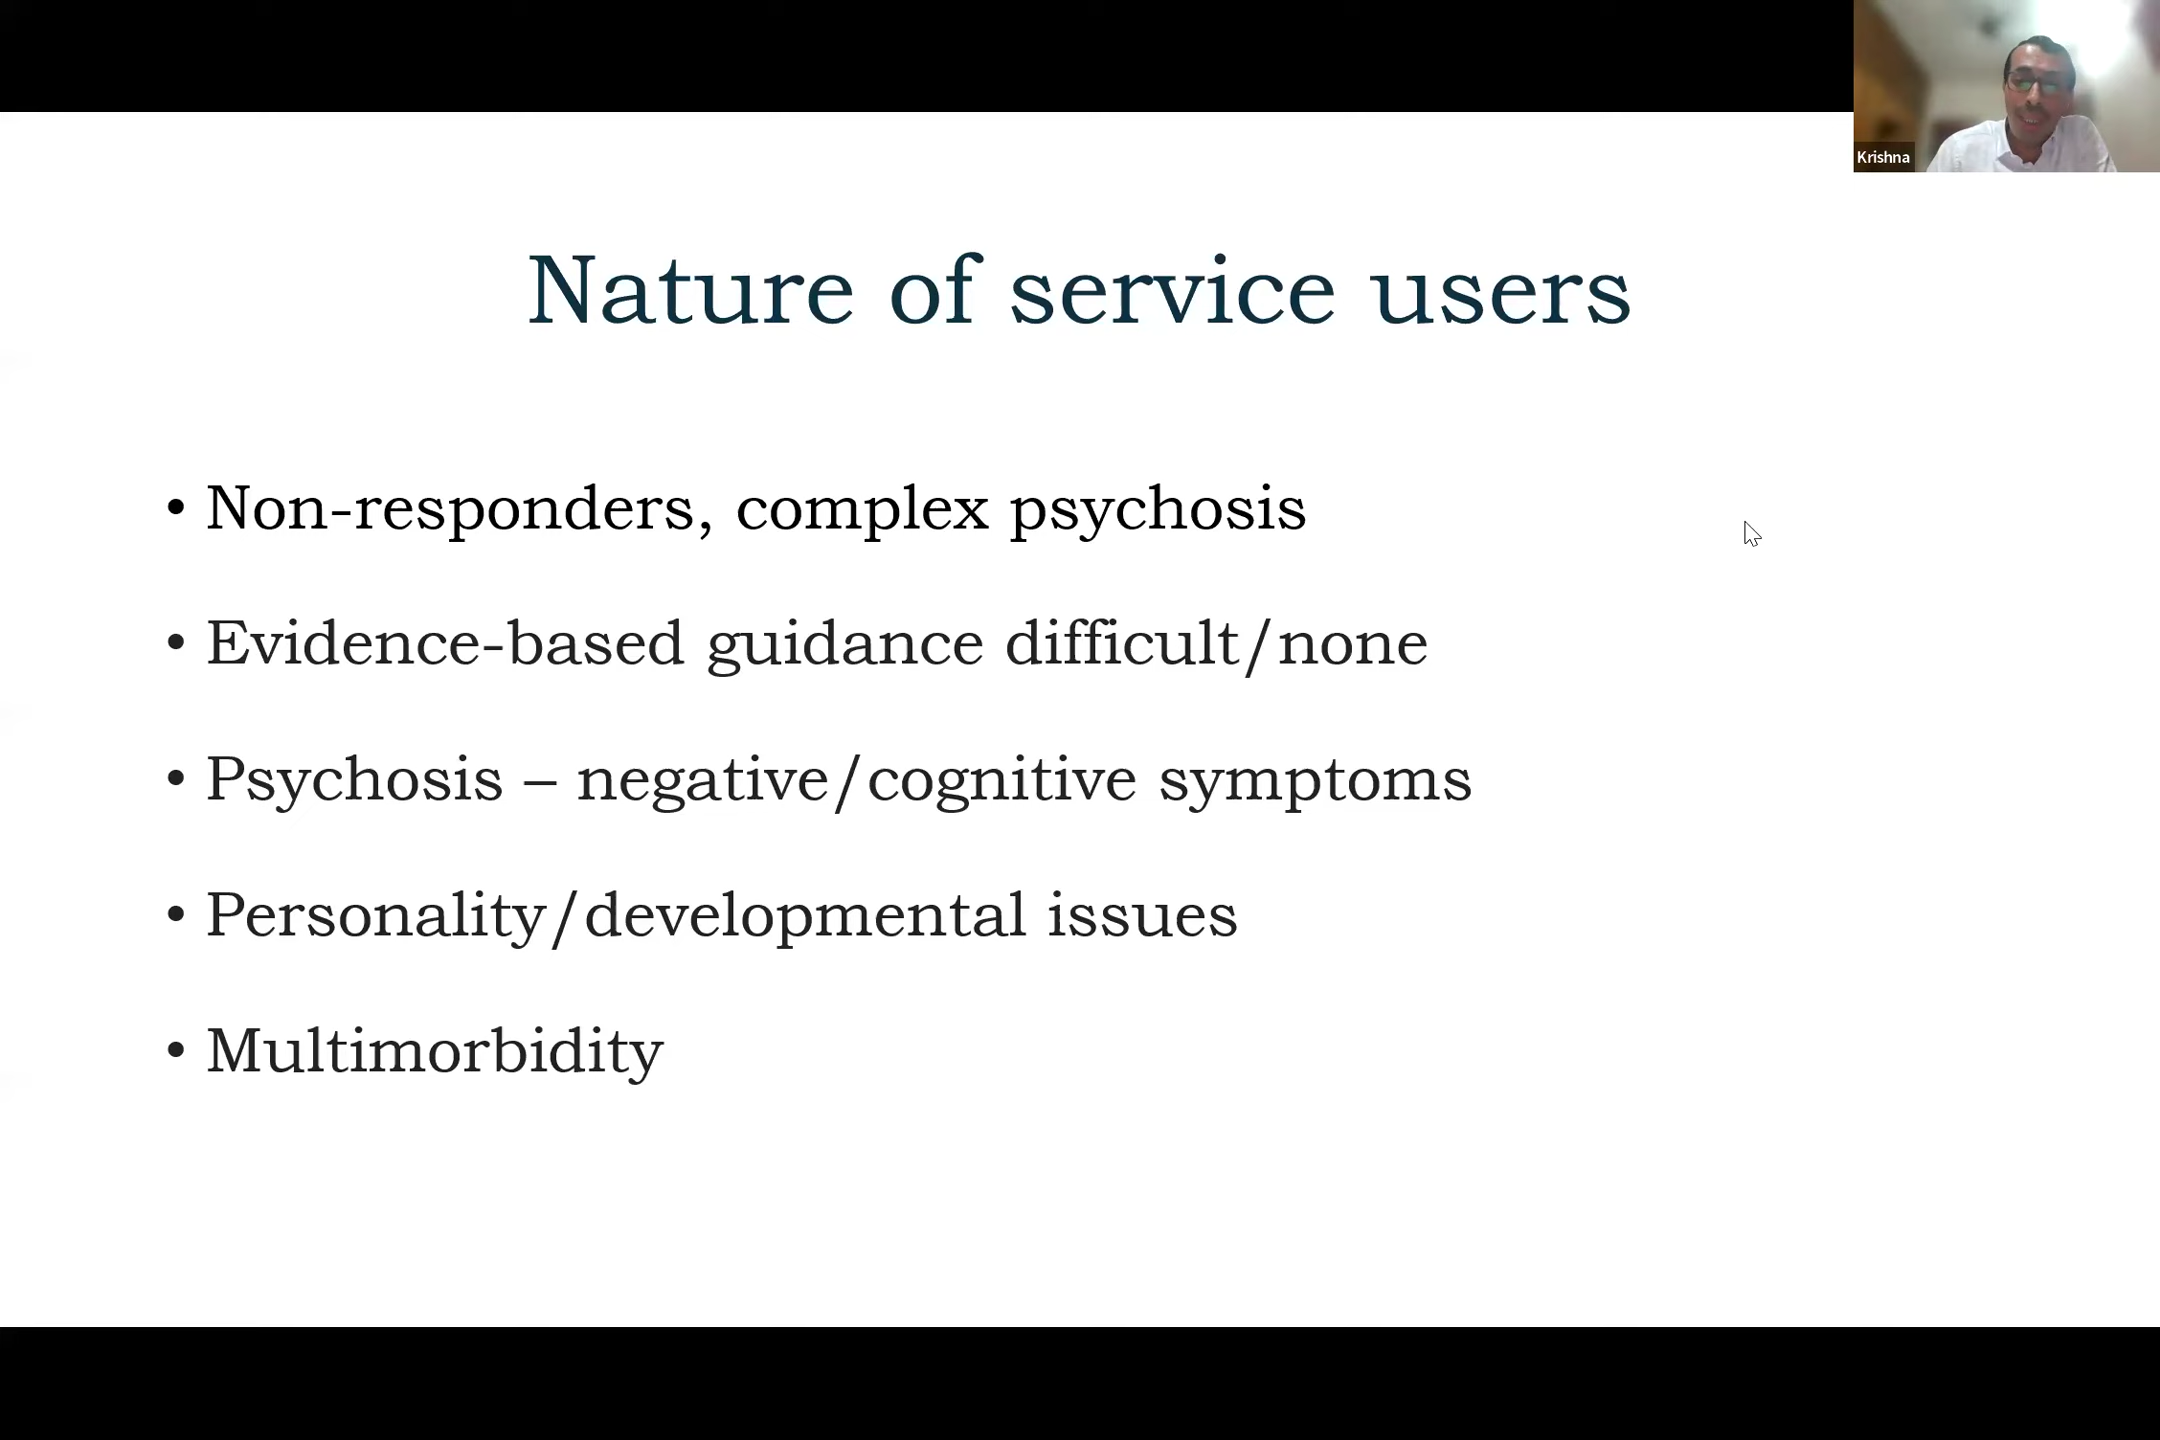 Krishna
Nature of service users
• Non-responders, complex psychosis
• Evidence-based guidance difficult/none
• Psychosis – negative/cognitive symptoms
• Personality/developmental issues
• Multimorbidity